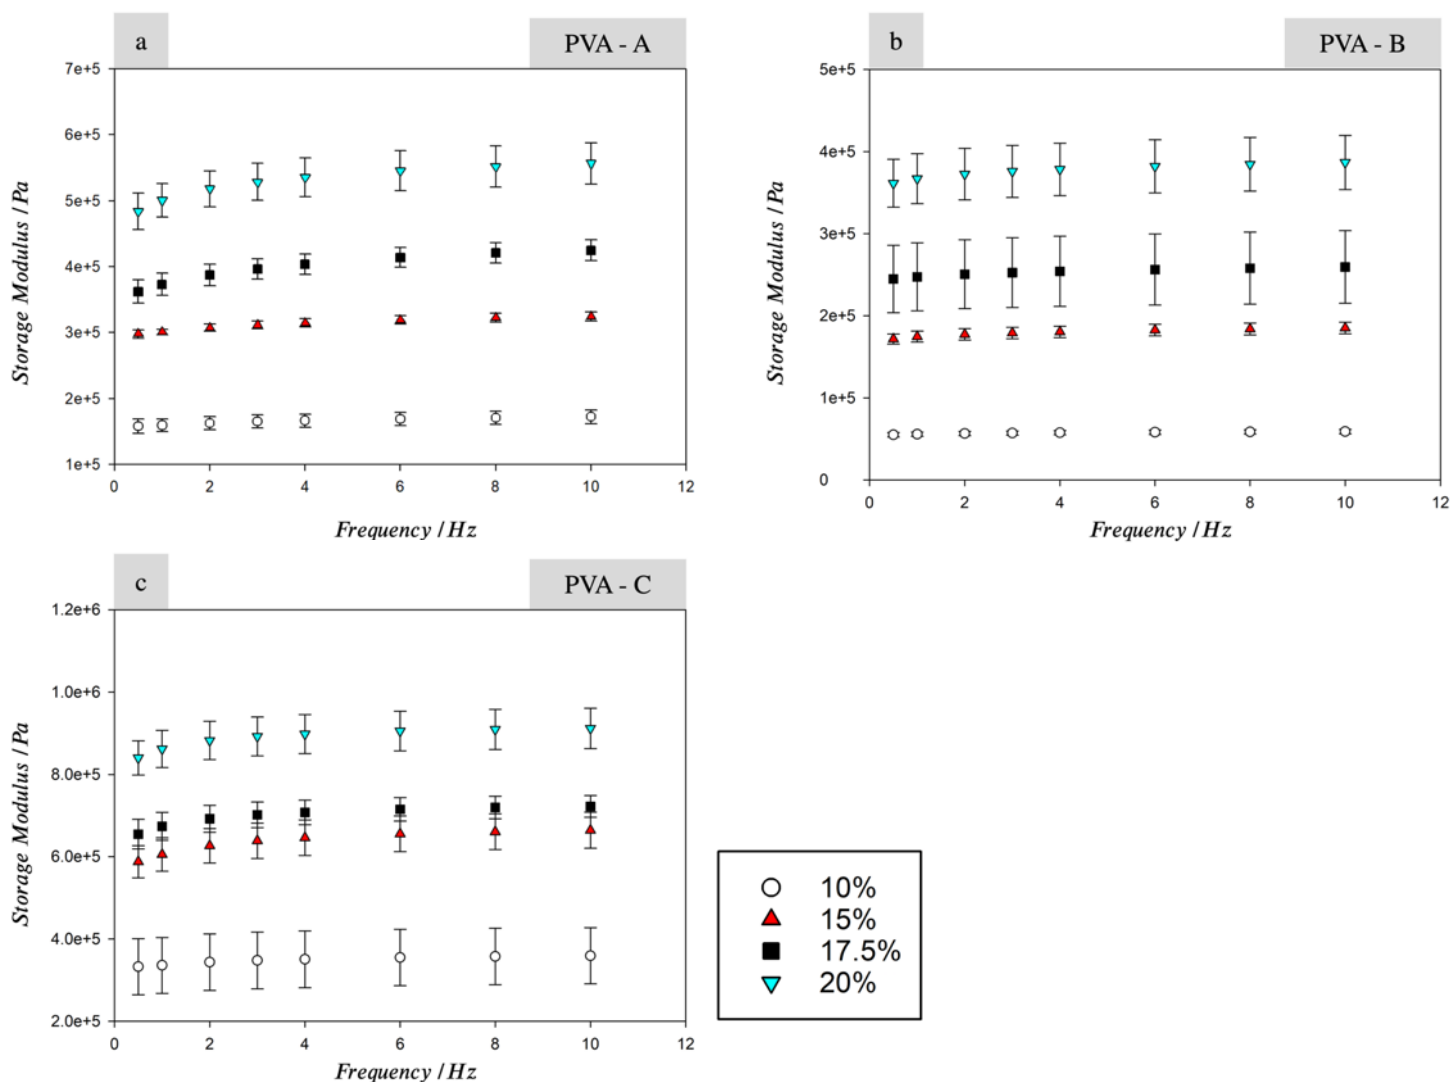 a
PVA - A
7e+5
6e+5
5e+5
4e+5
3e+5
2e+5
1e+5
Storage Modulus / Pa
0 2 4 6 8 10 12
Frequency / Hz
b
PVA - B
5e+5
4e+5
3e+5
2e+5
1e+5
0
Storage Modulus / Pa
0 2 4 6 8 10 12
Frequency / Hz
c
PVA - C
1.2e+6
1.0e+6
8.0e+5
6.0e+5
4.0e+5
2.0e+5
Storage Modulus / Pa
0 2 4 6 8 10 12
Frequency / Hz
10%
15%
17.5%
20%